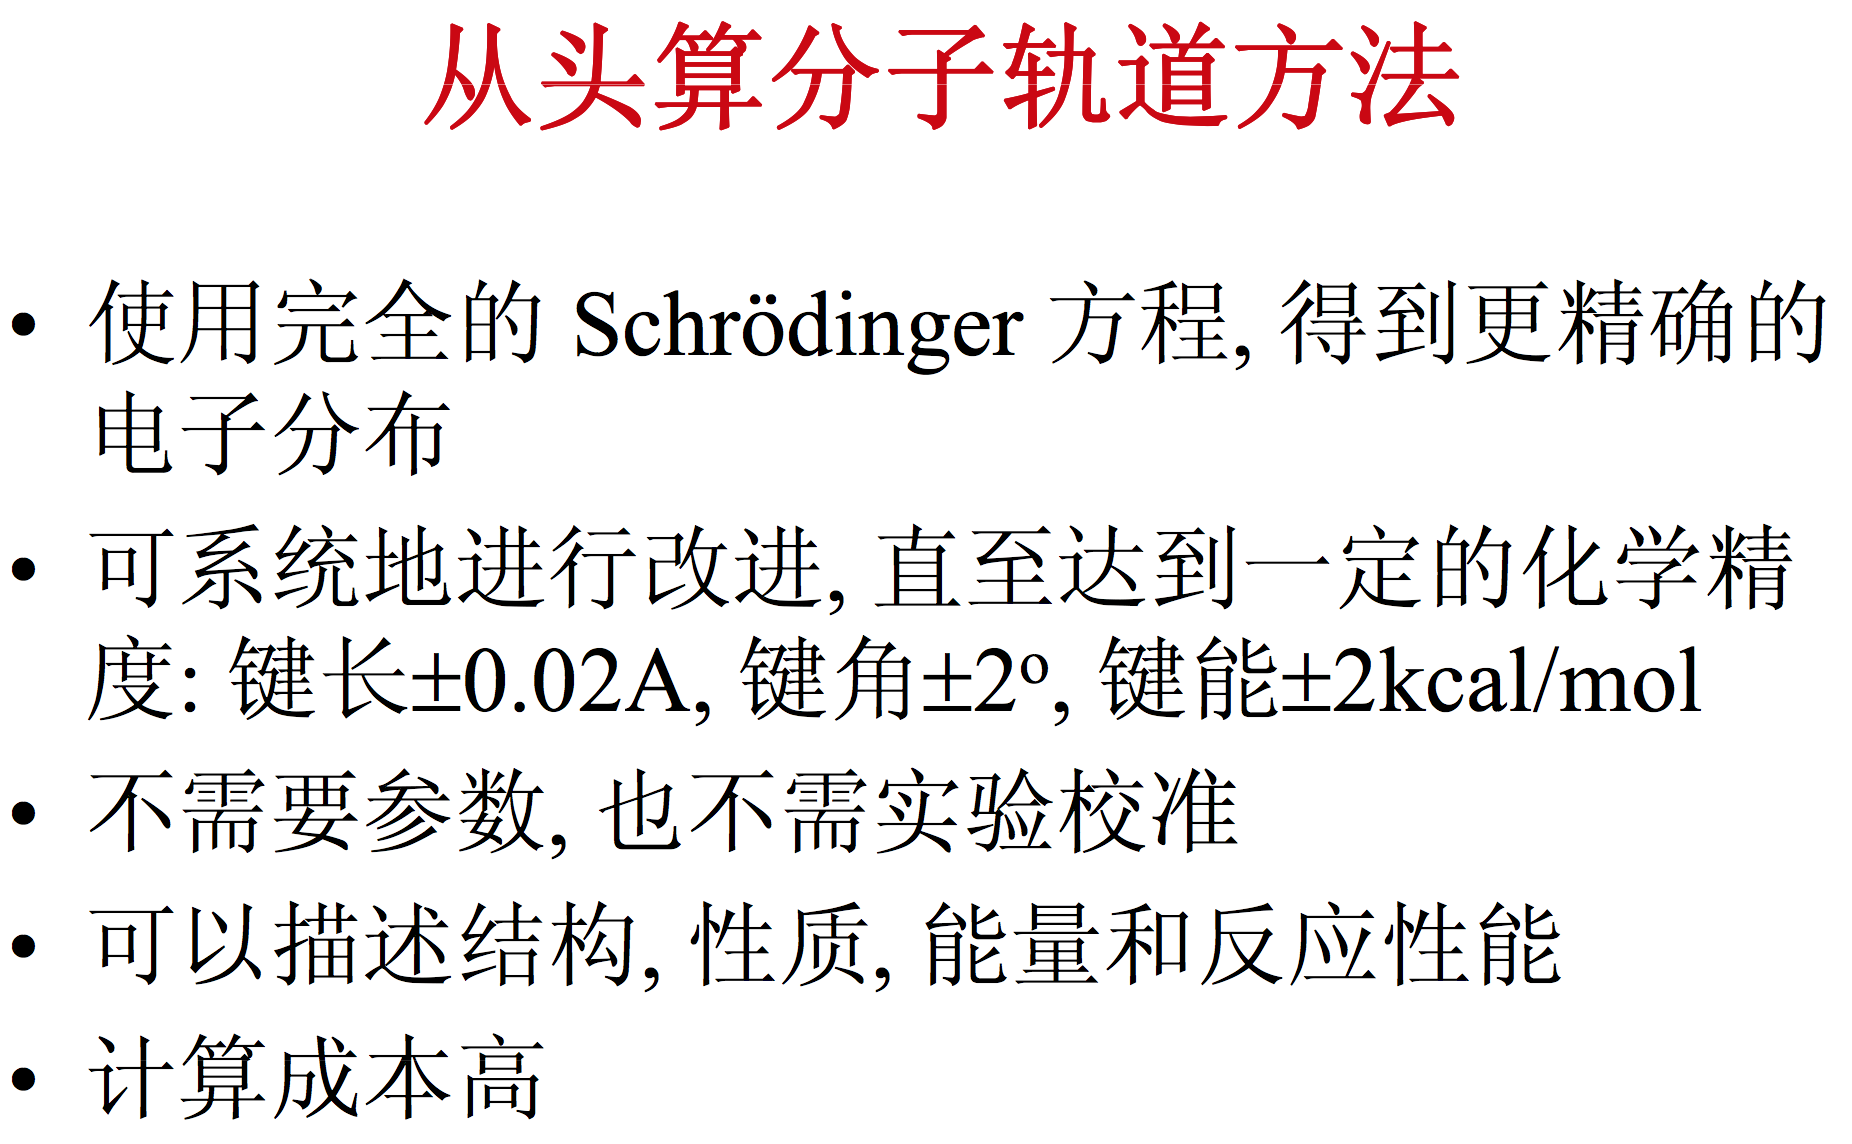 从头算分子轨道方法
• 使用完全的 Schrödinger 方程, 得到更精确的
电子分布
• 可系统地进行改进, 直至达到一定的化学精
度: 键长±0.02A, 键角±2º, 键能±2kcal/mol
• 不需要参数, 也不需实验校准
• 可以描述结构, 性质, 能量和反应性能
• 计算成本高